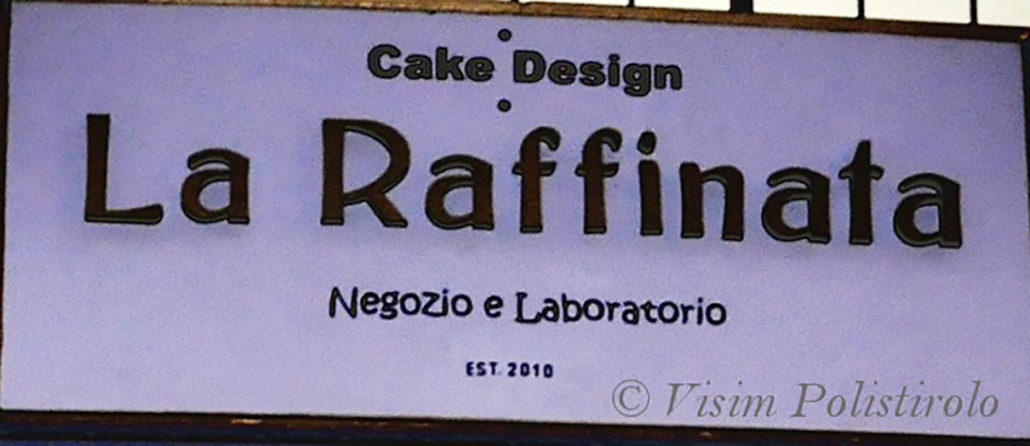 Cake Design
La Raffinata
Negozio e Laboratorio
EST. 2010
© Visim Polistirolo